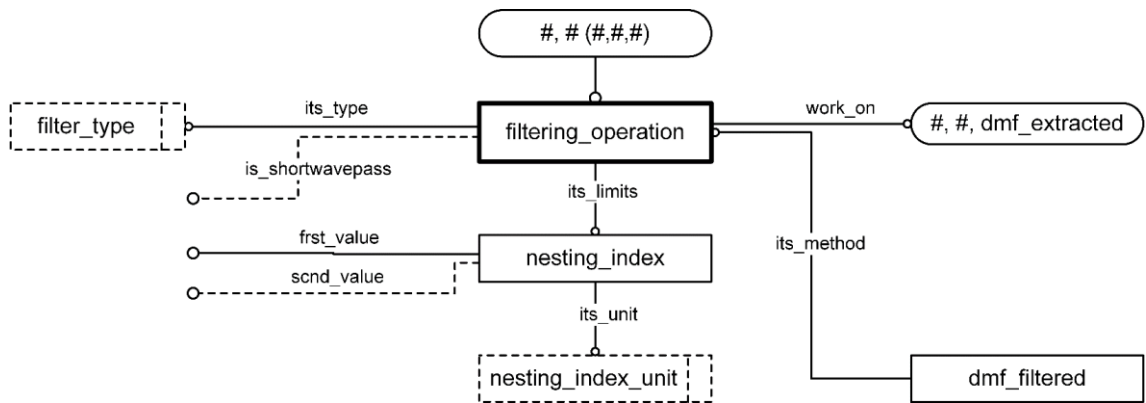 #, # (#,#,#)
filter_type
its_type
filtering_operation
work_on
#, #, dmf_extracted
is_shortwavepass
its_limits
frst_value
nesting_index
its_method
scnd_value
its_unit
nesting_index_unit
dmf_filtered